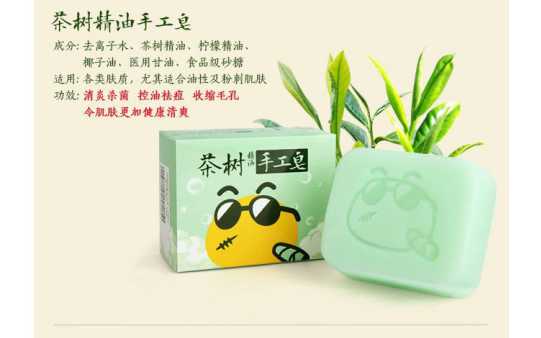 茶树精油手工皂
成分: 去离子水、茶树精油、柠檬精油、
椰子油、医用甘油、食品级砂糖
适用: 各类肤质，尤其适合油性及粉刺肌肤
功效: 消炎杀菌 控油祛痘 收缩毛孔
令肌肤更加健康清爽
茶树精油手工皂